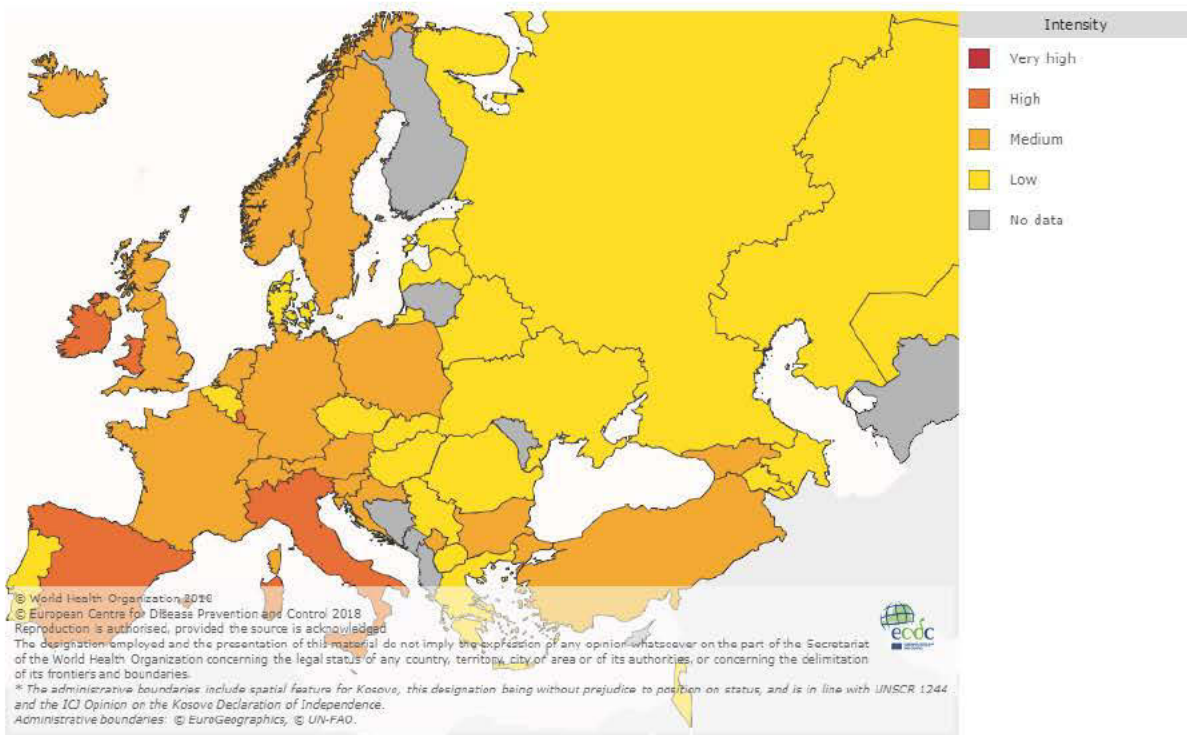 Intensity
Very high
High
Medium
Low
No data
© World Health Organization 2018
© European Centre for Disease Prevention and Control 2018
Reproduction is authorised, provided the source is acknowledged
The designation employed and the presentation of this material do not imply the expression of any opinion whatsoever on the part of the Secretariat
of the World Health Organization concerning the legal status of any country, territory, city or area or of its authorities, or concerning the delimitation
of its frontiers and boundaries.
* The administrative boundaries include spatial feature for Kosovo, this designation being without prejudice to position on status, and is in line with UNSCR 1244
and the ICJ Opinion on the Kosovo Declaration of Independence.
Administrative boundaries: © EuroGeographics, © UN-FAO.
ecdc